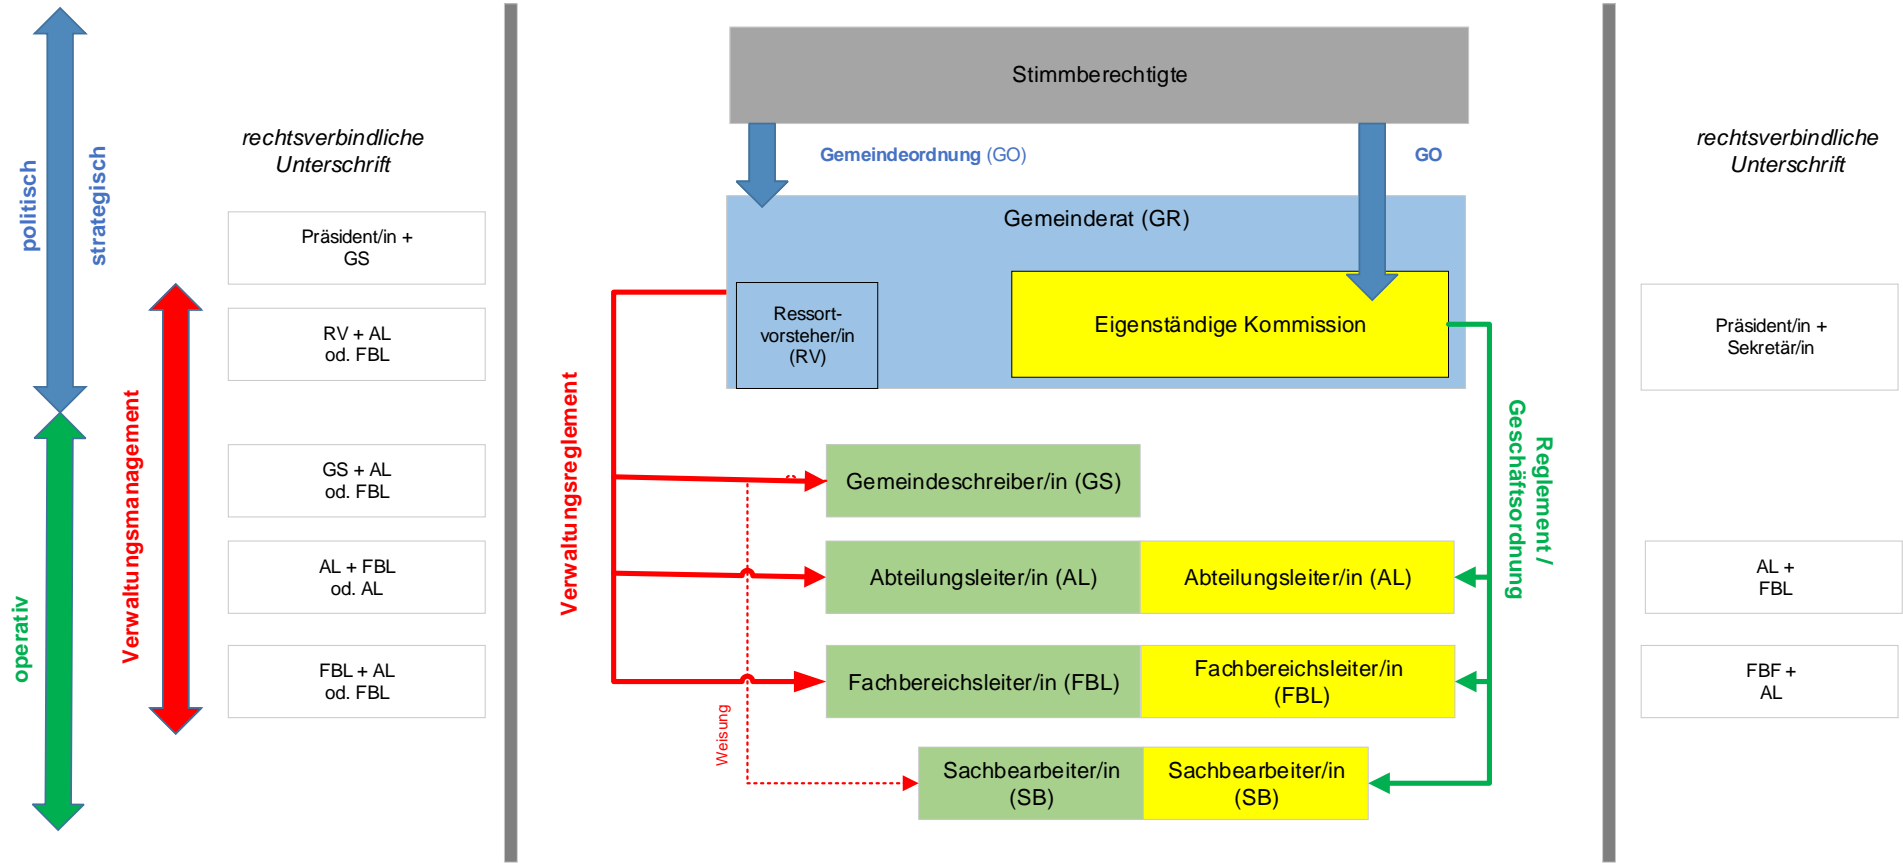 politisch
strategisch
operativ
Verwaltungsmanagement
rechtsverbindliche
Unterschrift
Präsident/in +
GS
RV + AL
od. FBL
GS + AL
od. FBL
AL + FBL
od. AL
FBL + AL
od. FBL
Stimmberechtigte
Gemeindeordnung (GO)
GO
Gemeinderat (GR)
Ressort-
vorsteher/in
(RV)
Eigenständige Kommission
Verwaltungsreglement
Gemeindeschreiber/in (GS)
Abteilungsleiter/in (AL)
Abteilungsleiter/in (AL)
Fachbereichsleiter/in (FBL)
Fachbereichsleiter/in
(FBL)
Weisung
Sachbearbeiter/in
(SB)
Sachbearbeiter/in
(SB)
Reglement /
Geschäftsordnung
rechtsverbindliche
Unterschrift
Präsident/in +
Sekretär/in
AL +
FBL
FBF +
AL